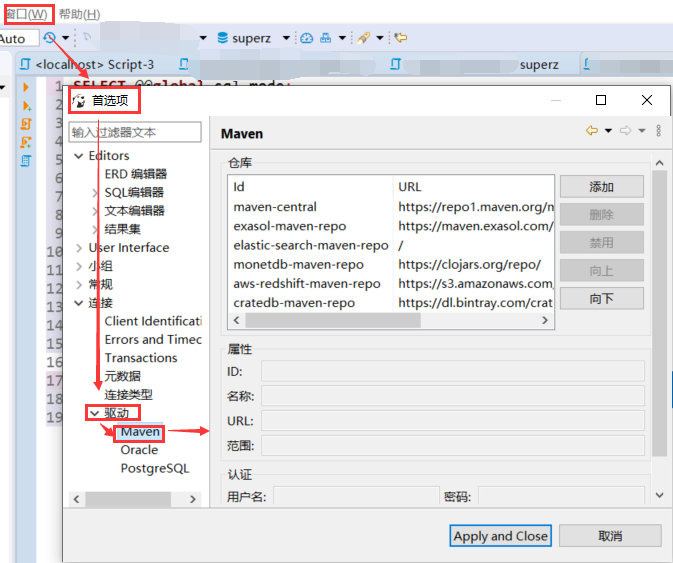 窗口(W) 帮助(H)
Auto superz
<localhost> Script-3 superz
1 SELECT @@global.sql_mode;
首选项
输入过滤器文本
Editors
ERD 编辑器
SQL编辑器
文本编辑器
结果集
User Interface
小组
常规
连接
Client Identificati
Errors and Timec
Transactions
元数据
连接类型
驱动
Maven
Oracle
PostgreSQL
2
3
4
5
6
7
8
9
10
11
12
13
14
15
16
17
18
19
Maven
仓库
Id URL
maven-central https://repo1.maven.org/m
exasol-maven-repo https://maven.exasol.com/
elastic-search-maven-repo /
monetdb-maven-repo https://clojars.org/repo/
aws-redshift-maven-repo https://s3.amazonaws.com,
cratedb-maven-repo https://dl.bintray.com/crat
添加
删除
禁用
向上
向下
属性
ID:
名称:
URL:
范围:
认证
用户名: 密码:
Apply and Close 取消